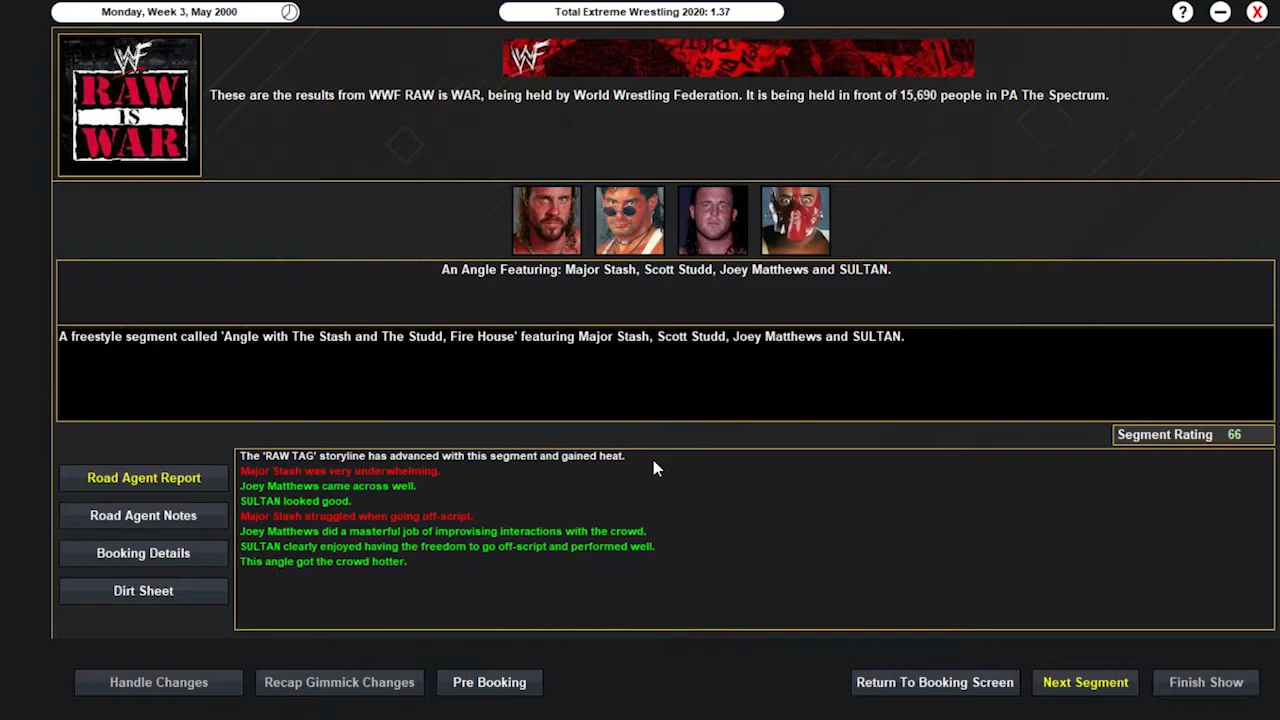 Monday, Week 3, May 2000
Total Extreme Wrestling 2020: 1.37
?
X
WF
RAW
IS
WAR
WF
These are the results from WWF RAW is WAR, being held by World Wrestling Federation. It is being held in front of 15,690 people in PA The Spectrum.
An Angle Featuring: Major Stash, Scott Studd, Joey Matthews and SULTAN.
A freestyle segment called 'Angle with The Stash and The Studd, Fire House' featuring Major Stash, Scott Studd, Joey Matthews and SULTAN.
Segment Rating 66
Road Agent Report
Road Agent Notes
Booking Details
Dirt Sheet
The 'RAW TAG' storyline has advanced with this segment and gained heat.
Major Stash was very underwhelming.
Joey Matthews came across well.
SULTAN looked good.
Major Stash struggled when going off-script.
Joey Matthews did a masterful job of improvising interactions with the crowd.
SULTAN clearly enjoyed having the freedom to go off-script and performed well.
This angle got the crowd hotter.
Handle Changes
Recap Gimmick Changes
Pre Booking
Return To Booking Screen
Next Segment
Finish Show